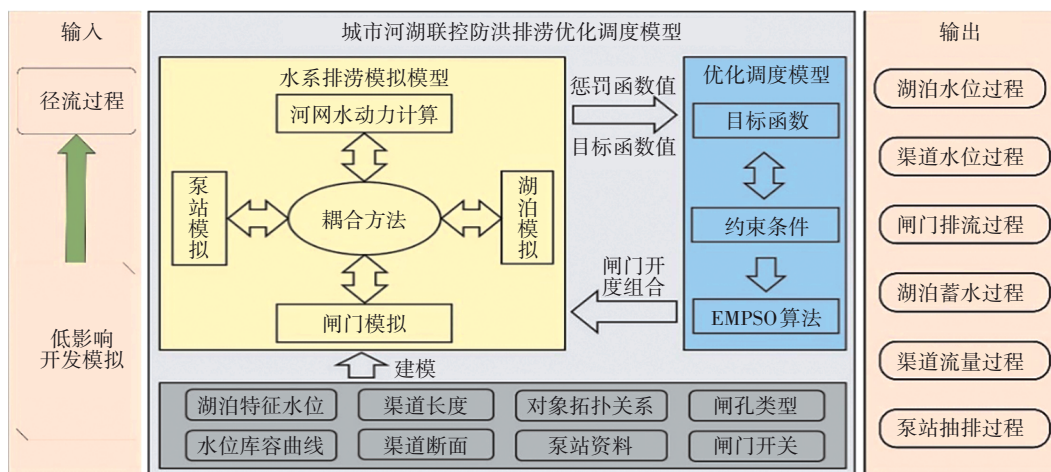 输入
径流过程
低影响
开发模拟
城市河湖联控防洪排涝优化调度模型
水系排涝模拟模型
河网水动力计算
泵站模拟
耦合方法
湖泊模拟
闸门模拟
惩罚函数值
目标函数值
闸门开
度组合
优化调度模型
目标函数
约束条件
EMPSO算法
建模
湖泊特征水位
渠道长度
对象拓扑关系
闸孔类型
水位库容曲线
渠道断面
泵站资料
闸门开关
输出
湖泊水位过程
渠道水位过程
闸门排流过程
湖泊蓄水过程
渠道流量过程
泵站抽排过程